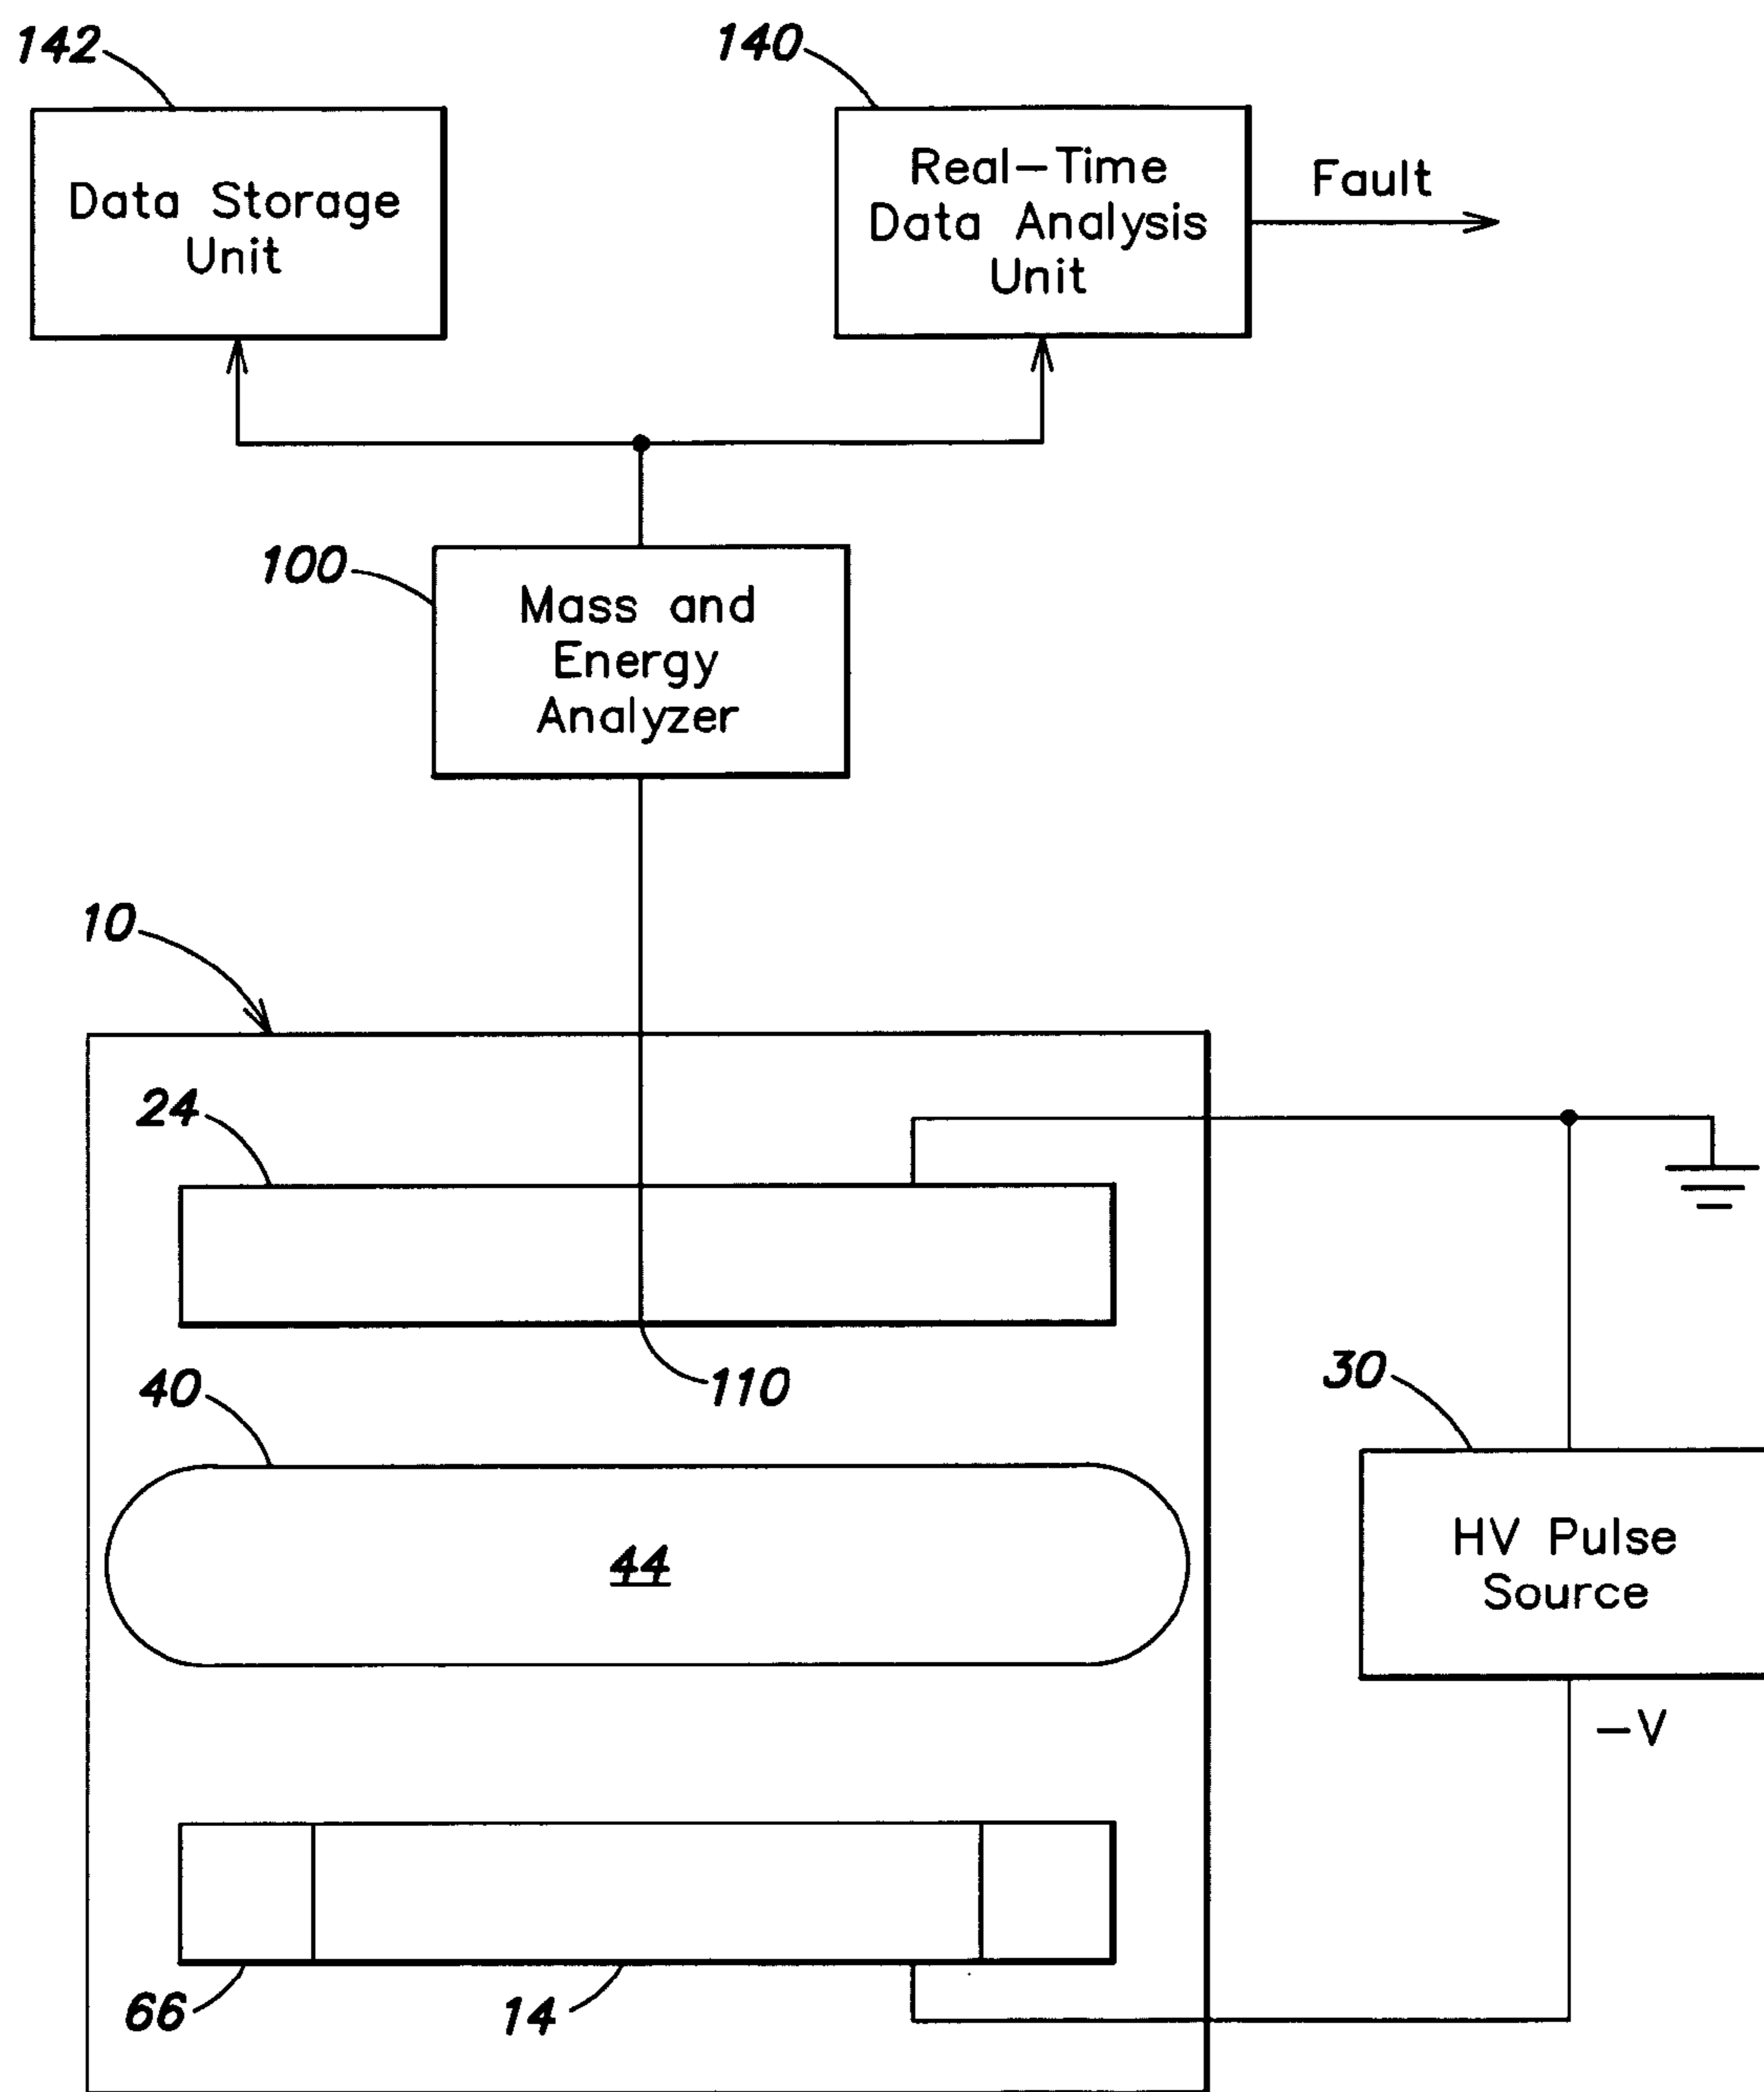 142
140
Data Storage
Unit
Real-Time
Data Analysis
Unit
Fault
100
Mass and
Energy
Analyzer
10
24
110
40
30
44
HV Pulse
Source
-V
66
14